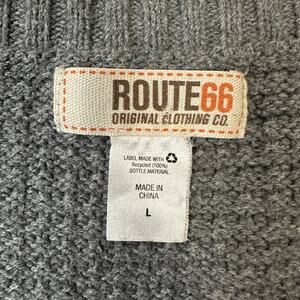 ROUTE66
ORIGINAL CLOTHING CO.
LABEL MADE WITH
Recycled (100%)
BOTTLE MATERIAL
MADE IN
CHINA
L